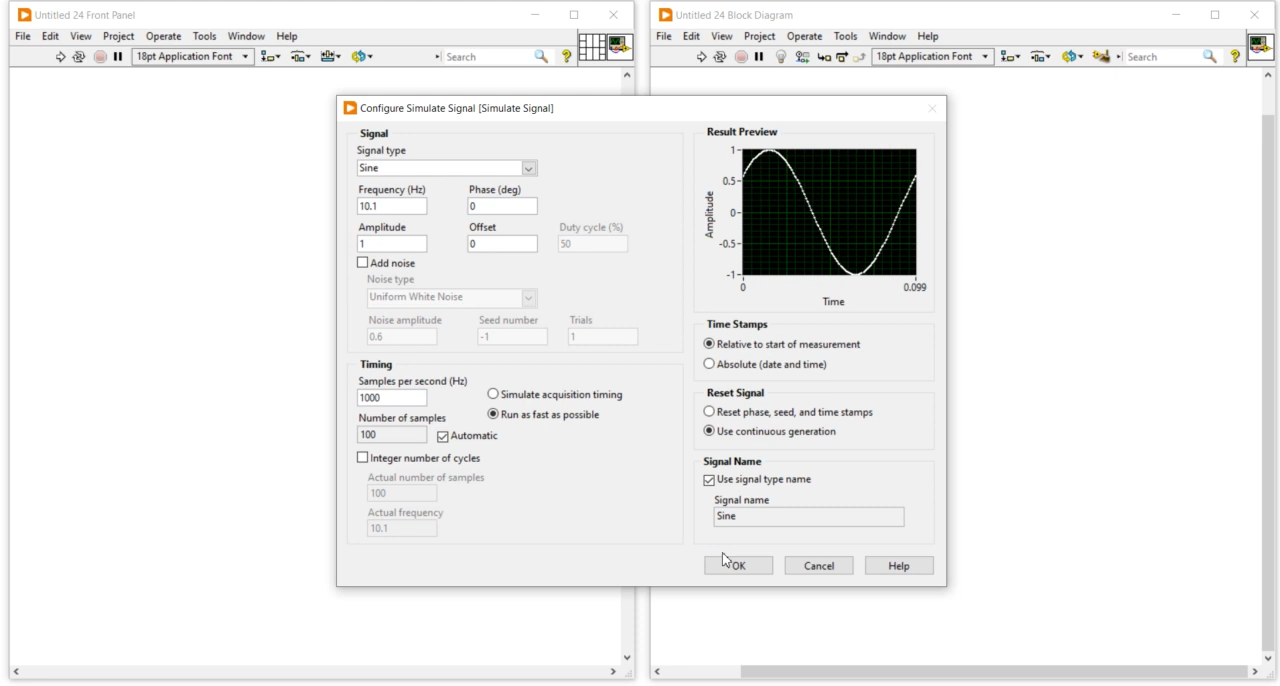 Untitled 24 Front Panel
File Edit View Project Operate Tools Window Help
18pt Application Font
Search
?
Untitled 24 Block Diagram
File Edit View Project Operate Tools Window Help
18pt Application Font
Search
?
Configure Simulate Signal [Simulate Signal]
Signal
Signal type
Sine
Frequency (Hz) Phase (deg)
10.1 0
Amplitude Offset Duty cycle (%)
1 0 50
Add noise
Noise type
Uniform White Noise
Noise amplitude Seed number Trials
0.6 -1 1
Timing
Samples per second (Hz)
1000
Simulate acquisition timing
Run as fast as possible
Number of samples
100
Automatic
Integer number of cycles
Actual number of samples
100
Actual frequency
10.1
Result Preview
1
0.5
0
-0.5
-1
Amplitude
0 0.099
Time
Time Stamps
Relative to start of measurement
Absolute (date and time)
Reset Signal
Reset phase, seed, and time stamps
Use continuous generation
Signal Name
Use signal type name
Signal name
Sine
OK Cancel Help